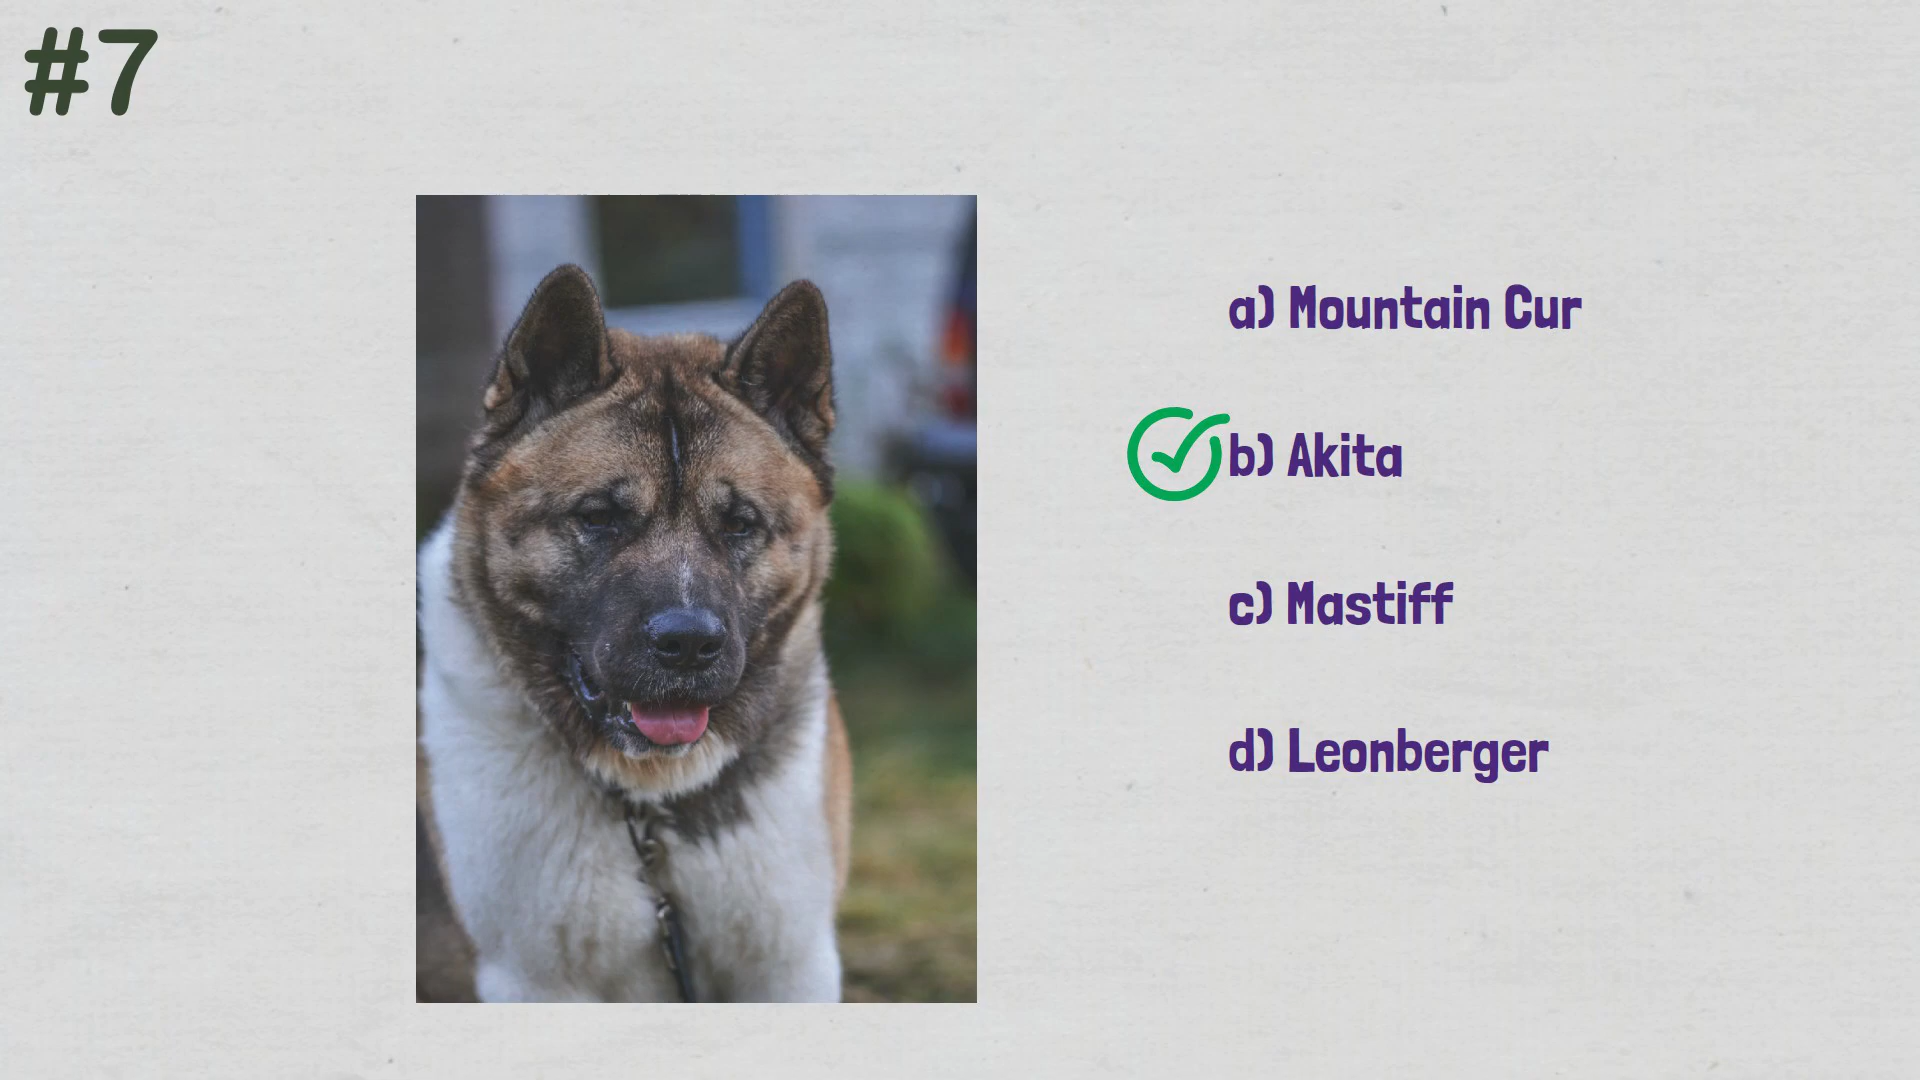 #7
a) Mountain Cur
b) Akita
c) Mastiff
d) Leonberger